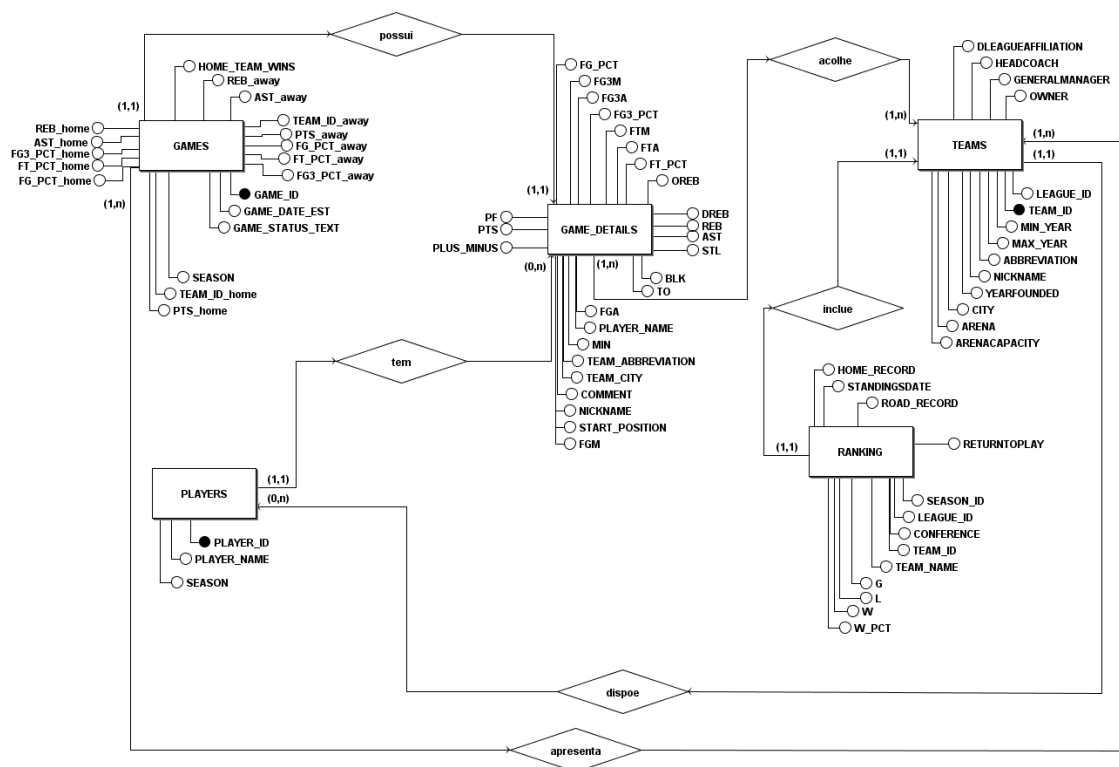 possui
acolhe
HOME_TEAM_WINS
REB_away
AST_away
(1,1)
REB_home
AST_home
FG3_PCT_home
FT_PCT_home
FG_PCT_home
GAMES
TEAM_ID_away
PTS_away
FG_PCT_away
FT_PCT_away
FG3_PCT_away
(1,n)
GAME_ID
GAME_DATE_EST
GAME_STATUS_TEXT
SEASON
TEAM_ID_home
PTS_home
FG_PCT
FG3M
FG3A
FG3_PCT
FTM
FTA
FT_PCT
OREB
(1,1)
PF
PTS
PLUS_MINUS
GAME_DETAILS
DREB
REB
AST
STL
(0,n)
(1,n)
BLK
TO
FGA
PLAYER_NAME
MIN
TEAM_ABBREVIATION
TEAM_CITY
COMMENT
NICKNAME
START_POSITION
FGM
DLEAGUEAFFILIATION
HEADCOACH
GENERALMANAGER
OWNER
(1,n)
(1,n)
(1,1)
TEAMS
(1,1)
LEAGUE_ID
TEAM_ID
MIN_YEAR
MAX_YEAR
ABBREVIATION
NICKNAME
YEARFOUNDED
CITY
ARENA
ARENACAPACITY
inclue
tem
HOME_RECORD
STANDINGSDATE
ROAD_RECORD
(1,1)
RANKING
RETURNTOPLAY
SEASON_ID
LEAGUE_ID
CONFERENCE
TEAM_ID
TEAM_NAME
G
L
W
W_PCT
PLAYERS
(1,1)
(0,n)
PLAYER_ID
PLAYER_NAME
SEASON
dispoe
apresenta